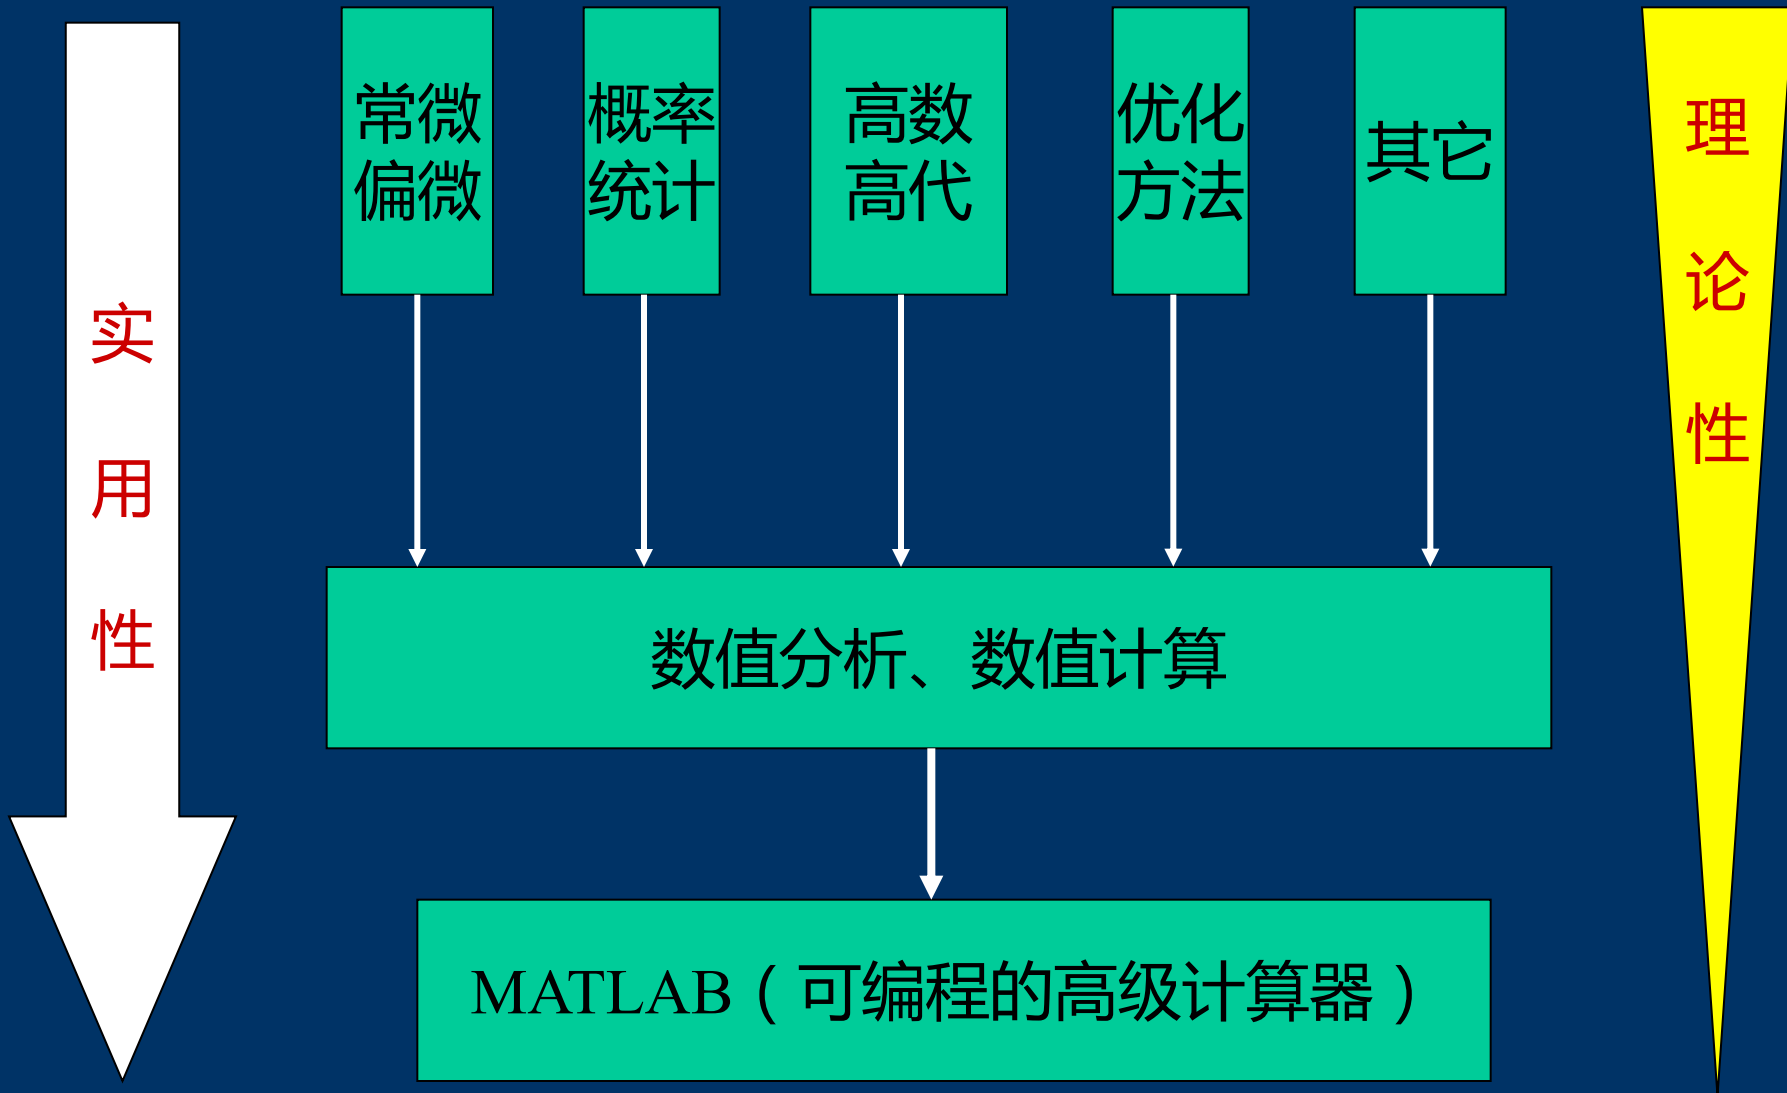 实
用
性
常微
偏微
概率
统计
高数
高代
优化
方法
其它
理
论
性
数值分析、数值计算
MATLAB（可编程的高级计算器）